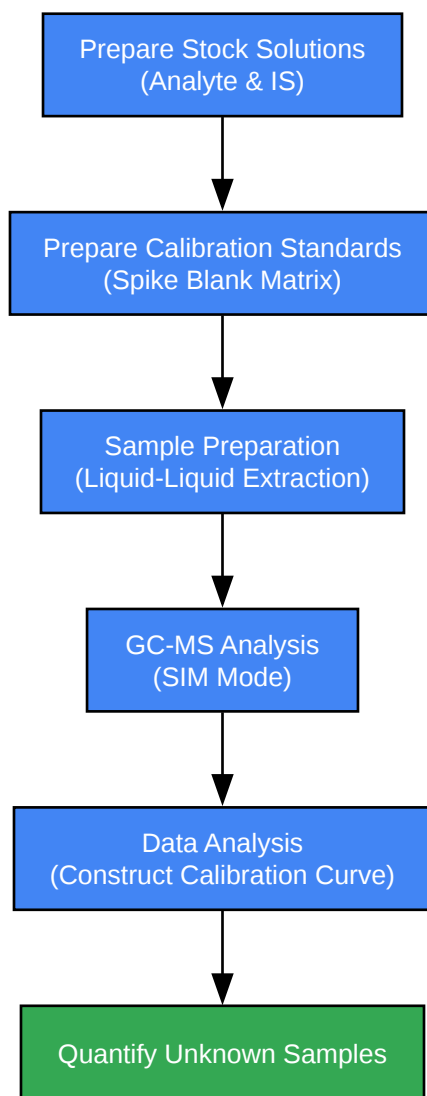 Prepare Stock Solutions
(Analyte & IS)
Prepare Calibration Standards
(Spike Blank Matrix)
Sample Preparation
(Liquid-Liquid Extraction)
GC-MS Analysis
(SIM Mode)
Data Analysis
(Construct Calibration Curve)
Quantify Unknown Samples